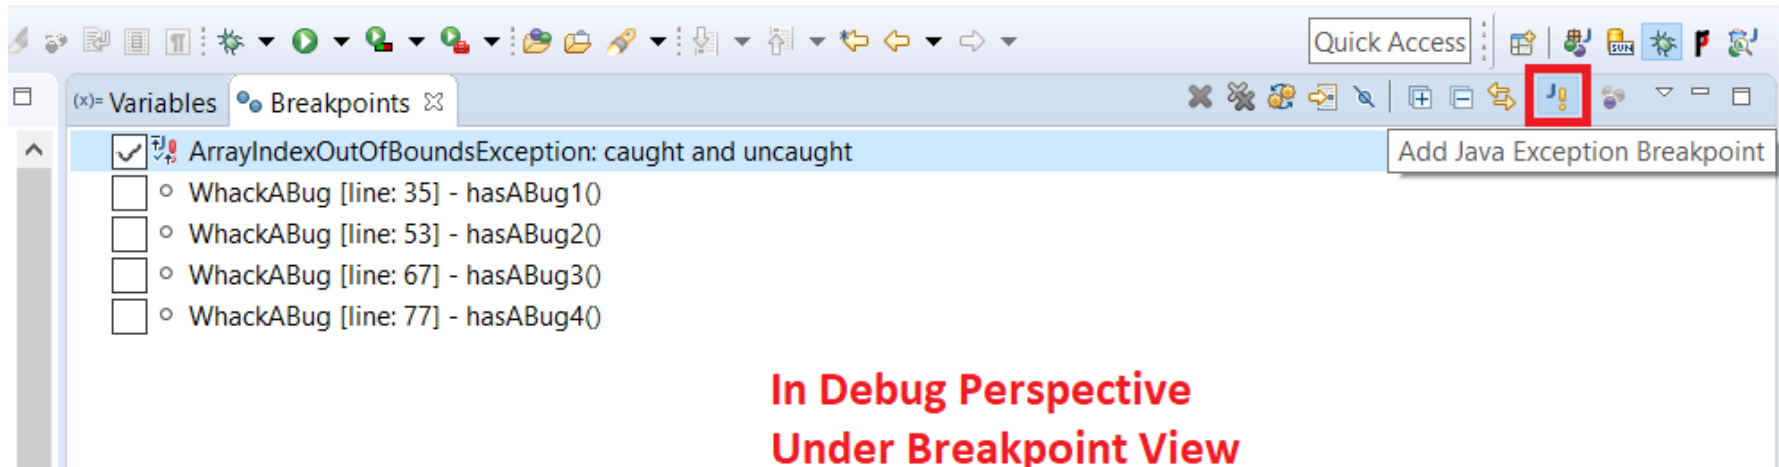 Quick Access
SVN
(x)= Variables Breakpoints
ArrayIndexOutOfBoundsException: caught and uncaught
Add Java Exception Breakpoint
WhackABug [line: 35] - hasABug1()
WhackABug [line: 53] - hasABug2()
WhackABug [line: 67] - hasABug3()
WhackABug [line: 77] - hasABug4()
In Debug Perspective
Under Breakpoint View